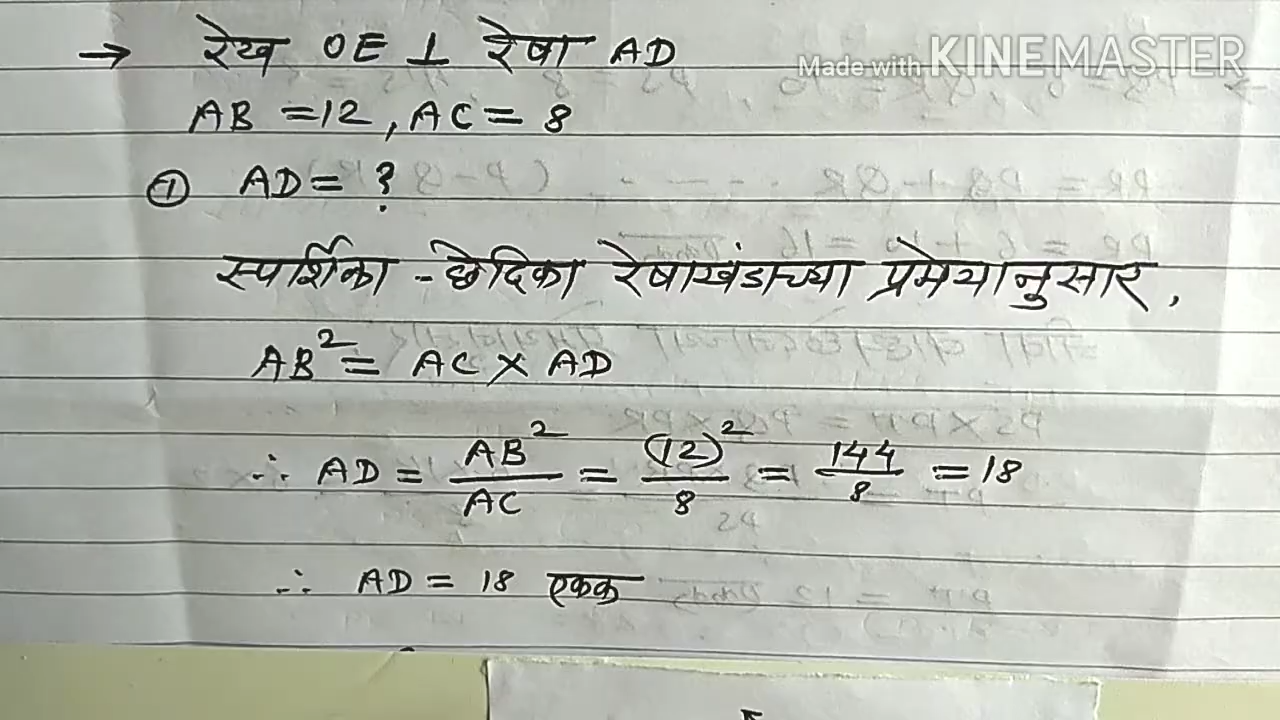 Made with KINEMASTER
→ रेख OE ⊥ रेषा AD
AB = 12, AC = 8
① AD = ?
स्पर्शिका - छेदिका रेषाखंडाच्या प्रमेयानुसार,
AB² = AC × AD
∴ AD = AB²/AC = (12)²/8 = 144/8 = 18
∴ AD = 18 एकक